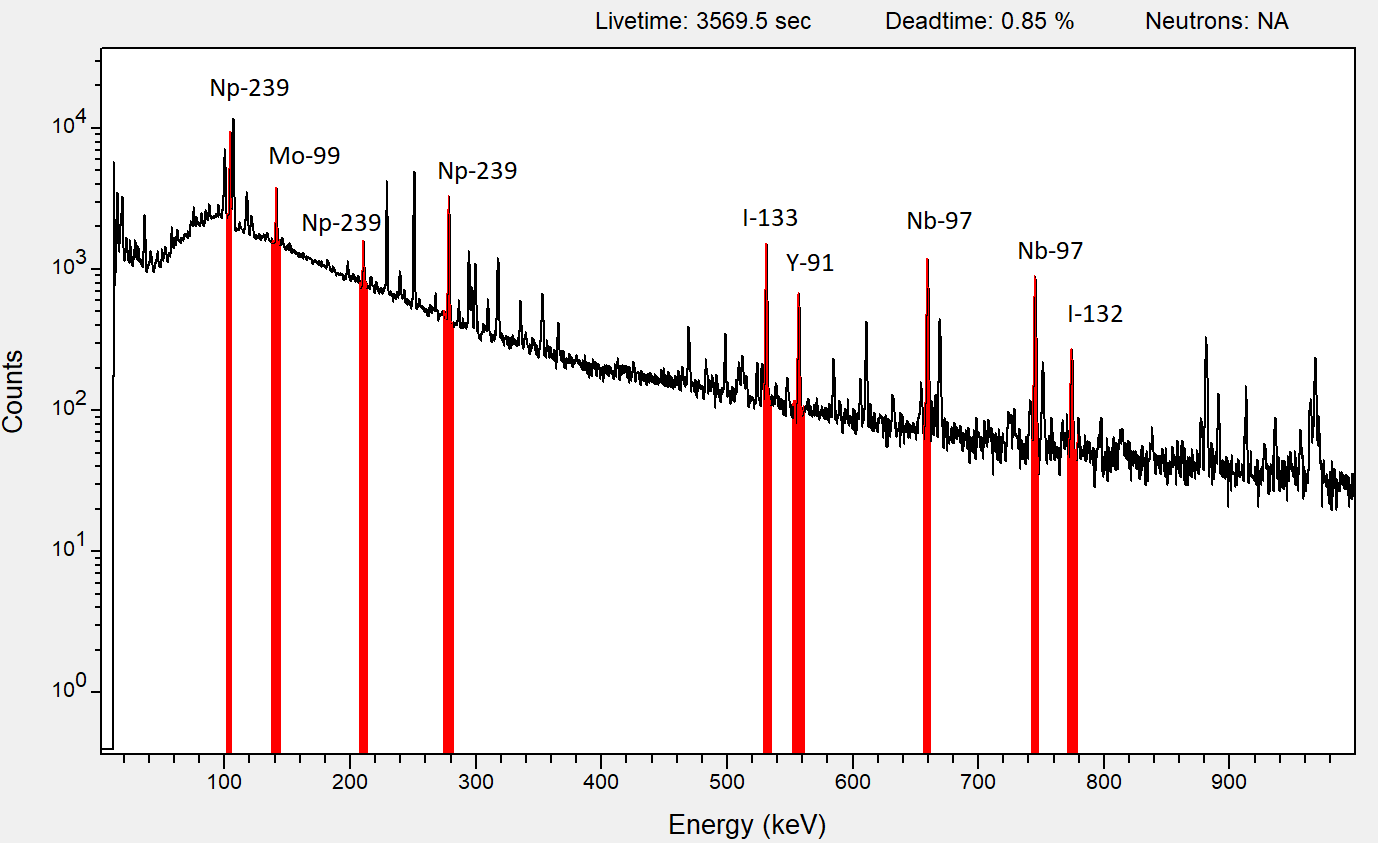 Livetime: 3569.5 sec Deadtime: 0.85 % Neutrons: NA
Np-239
Mo-99
Np-239
Np-239
I-133
Y-91
Nb-97
Nb-97
I-132
10^4
10^3
10^2
10^1
10^0
Counts
100 200 300 400 500 600 700 800 900
Energy (keV)